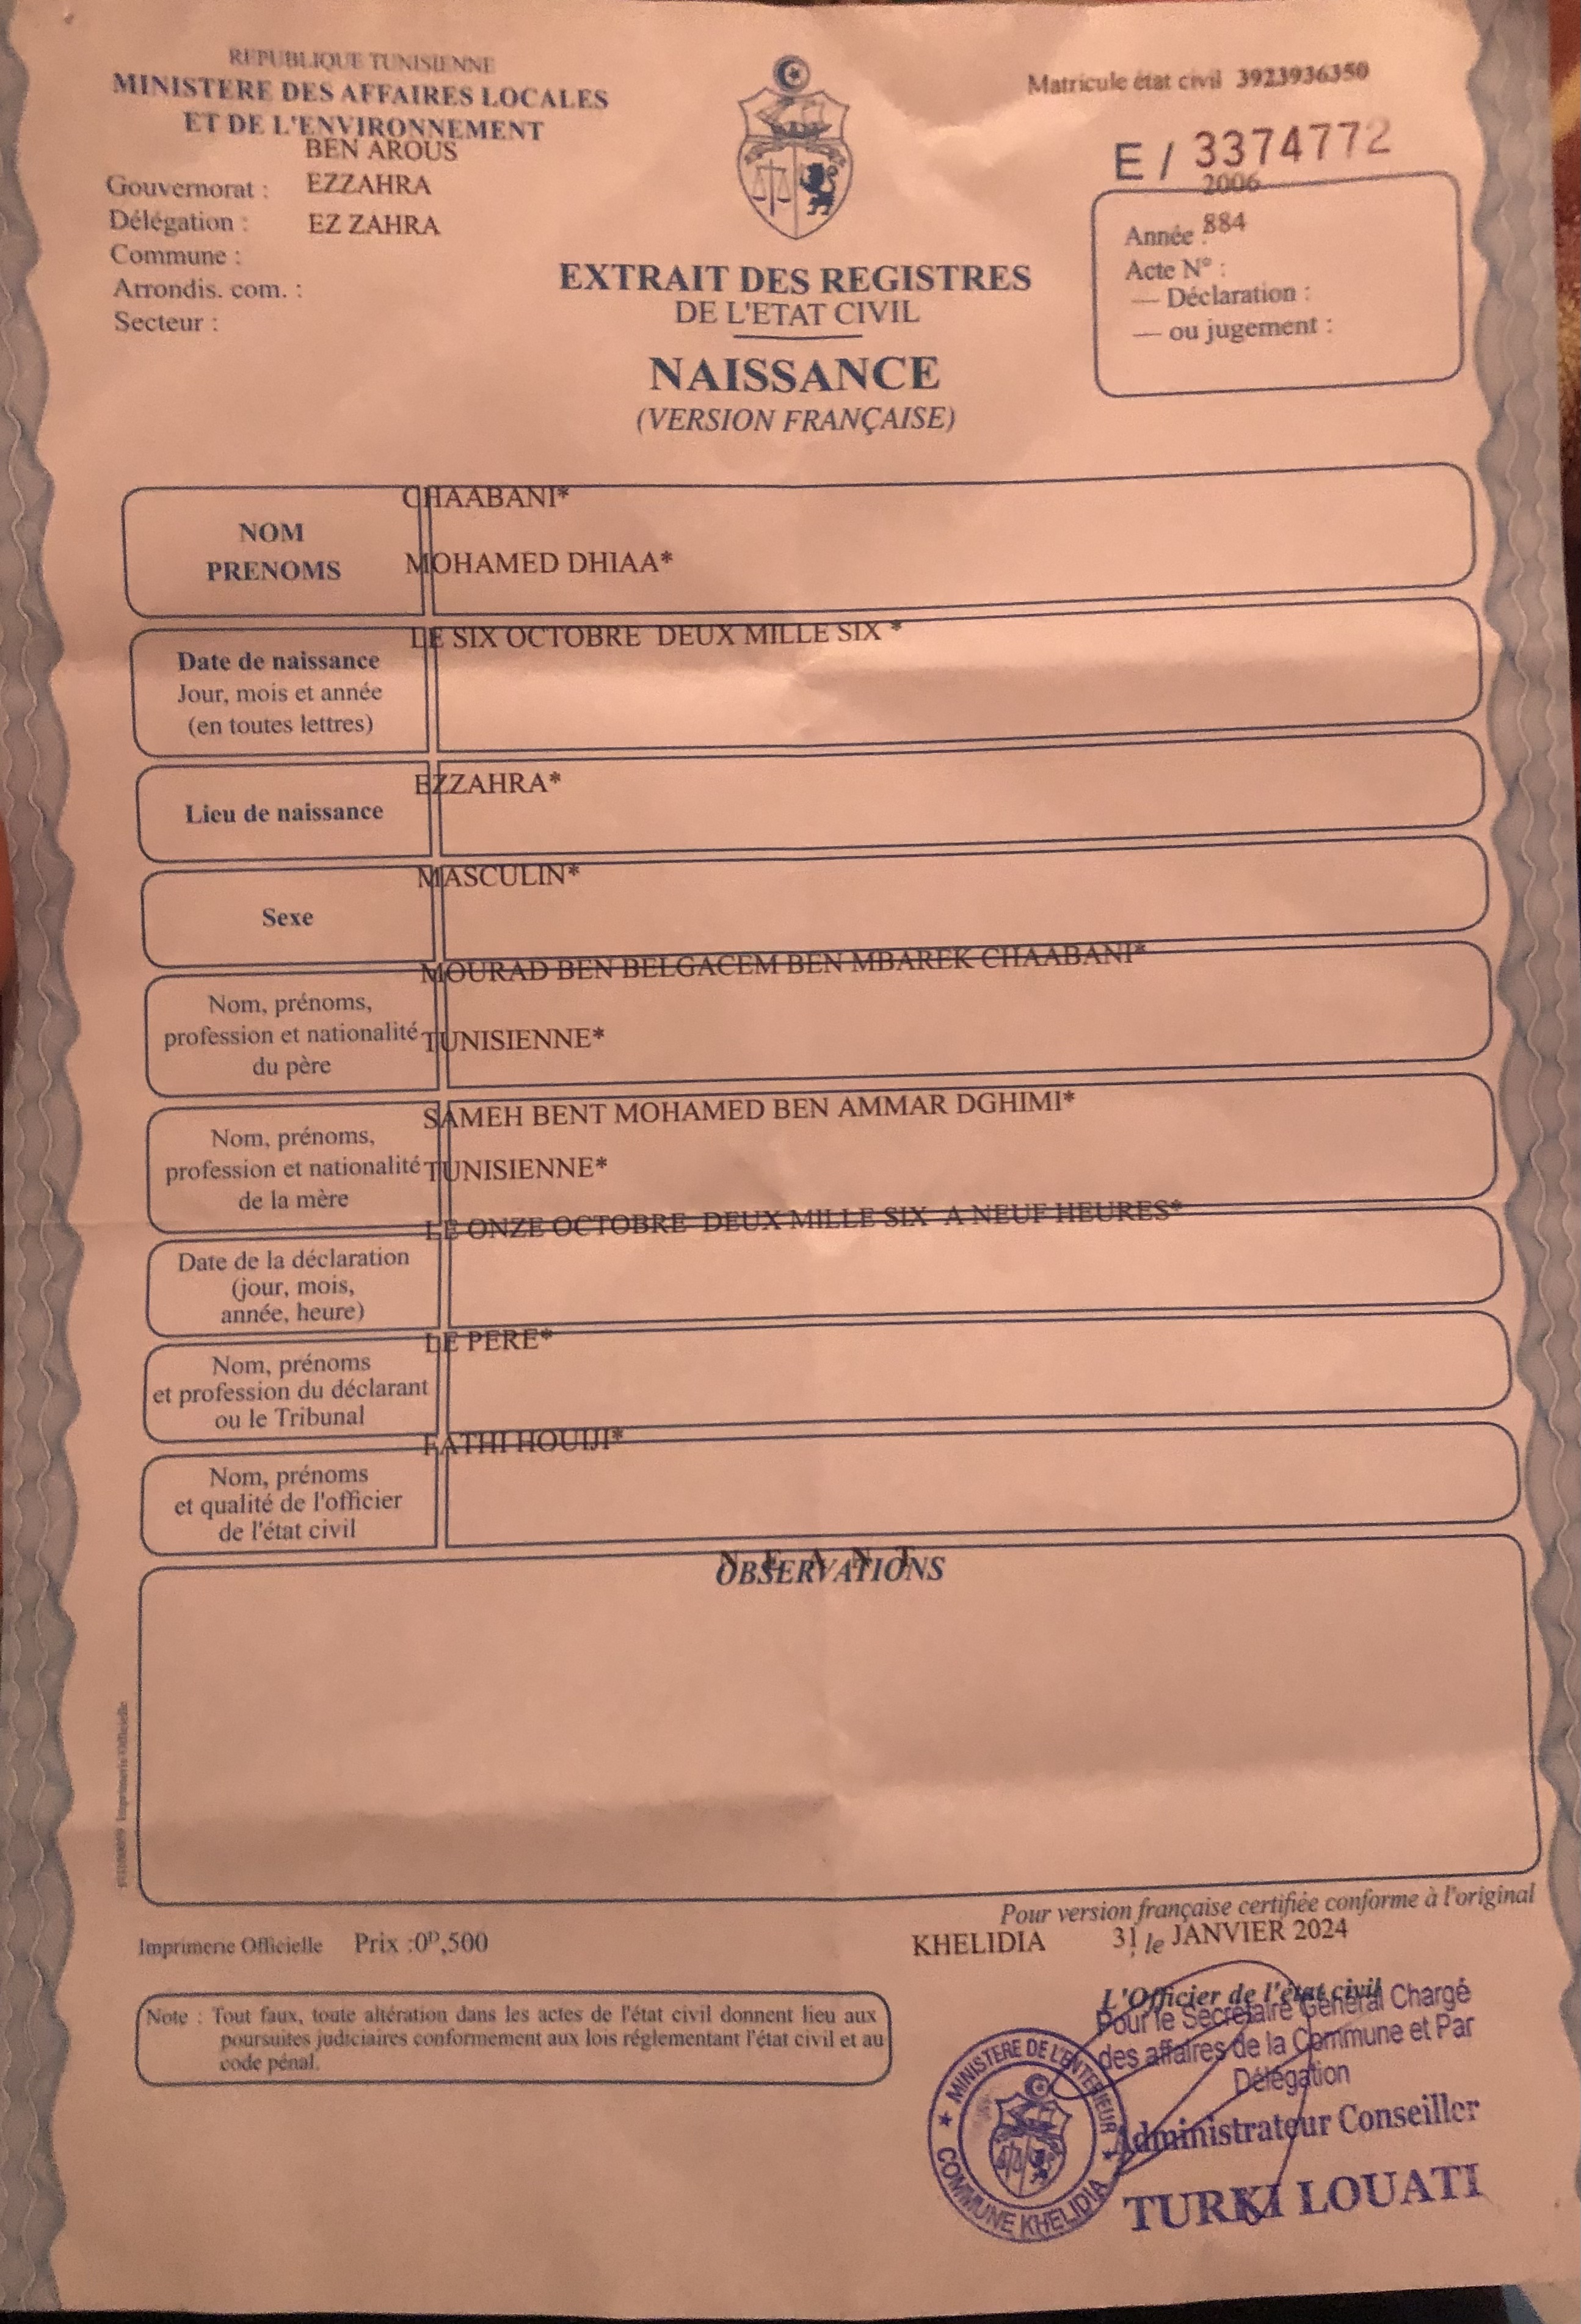 REPUBLIQUE TUNISIENNE
MINISTERE DES AFFAIRES LOCALES
ET DE L'ENVIRONNEMENT
BEN AROUS
Gouvernorat : EZZAHRA
Délégation : EZ ZAHRA
Commune :
Arrondis. com. :
Secteur :
Matricule état civil 3923936350
E / 3374772
2006
Année : 884
Acte N° :
— Déclaration :
— ou jugement :
EXTRAIT DES REGISTRES
DE L'ETAT CIVIL
NAISSANCE
(VERSION FRANÇAISE)
CHAABANI*
NOM
PRENOMS
MOHAMED DHIAA*
LE SIX OCTOBRE DEUX MILLE SIX *
Date de naissance
Jour, mois et année
(en toutes lettres)
EZZAHRA*
Lieu de naissance
MASCULIN*
Sexe
MOURAD BEN BELGACEM BEN MBAREK CHAABANI*
Nom, prénoms,
profession et nationalité
du père
TUNISIENNE*
SAMEH BENT MOHAMED BEN AMMAR DGHIMI*
Nom, prénoms,
profession et nationalité
de la mère
TUNISIENNE*
LE ONZE OCTOBRE DEUX MILLE SIX A NEUF HEURES*
Date de la déclaration
(jour, mois,
année, heure)
LE PERE*
Nom, prénoms
et profession du déclarant
ou le Tribunal
FATHI HOUIJI*
Nom, prénoms
et qualité de l'officier
de l'état civil
N E A N T
OBSERVATIONS
Imprimerie Officielle
Pour version française certifiée conforme à l'original
Imprimerie Officielle Prix :0ᴰ,500
KHELIDIA 31 le JANVIER 2024
Note : Tout faux, toute altération dans les actes de l'état civil donnent lieu aux
poursuites judiciaires conformement aux lois réglementant l'état civil et au
code pénal.
L'Officier de l'état civil
Pour le Secrétaire Général Chargé
des affaires de la Commune et Par
Délégation
Administrateur Conseiller
TURKI LOUATI
MINISTERE DE L'ENTERIEUR
COMMUNE KHELIDIA